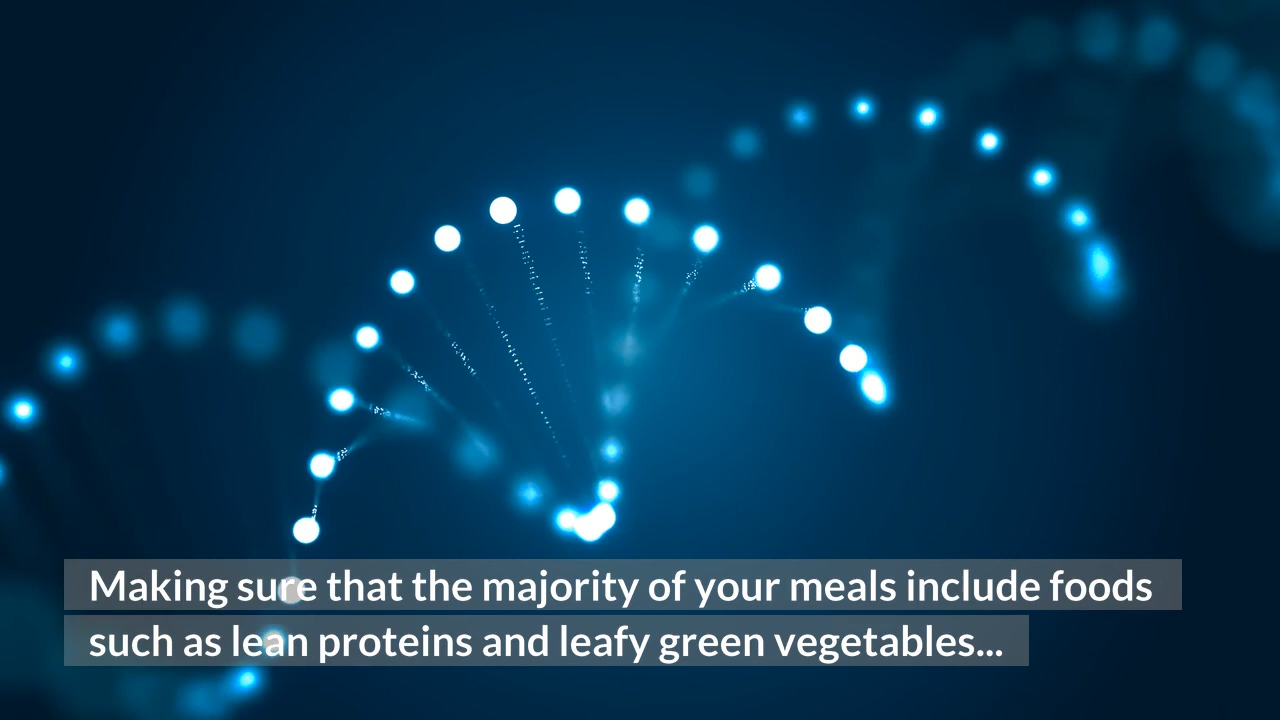 Making sure that the majority of your meals include foods
such as lean proteins and leafy green vegetables...